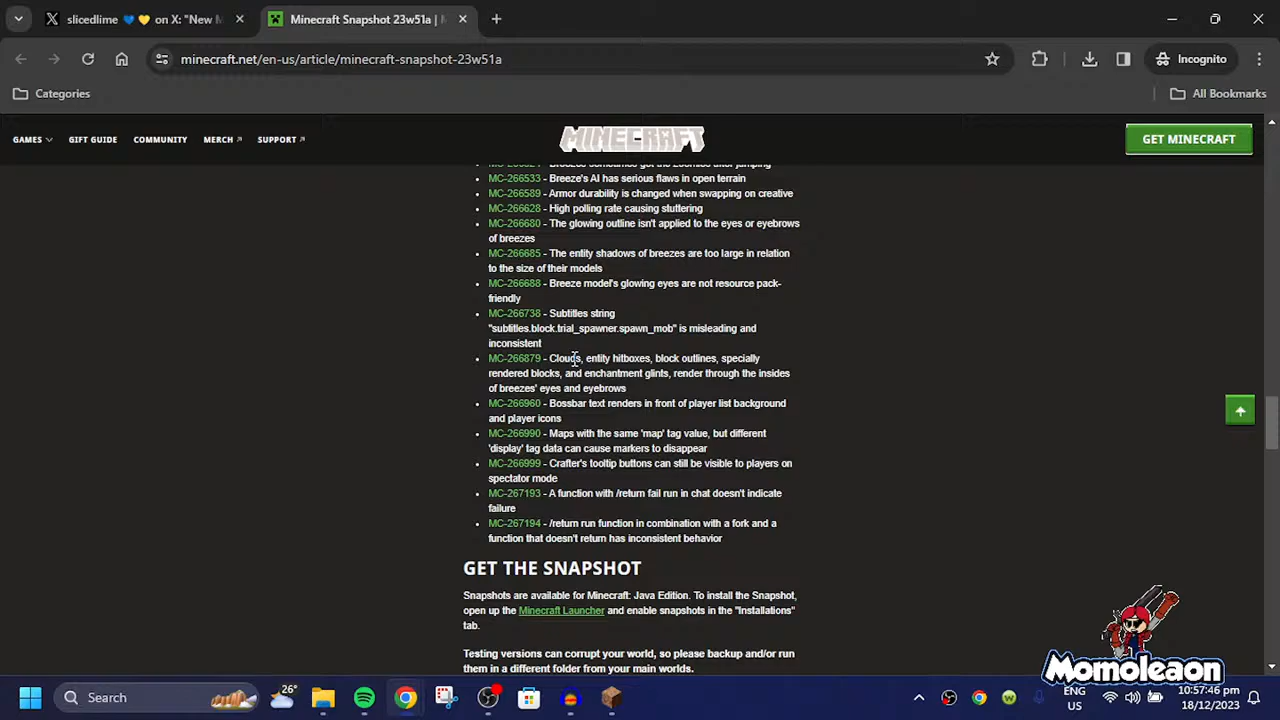 slicedlime 💙 💛 on X: "New M
Minecraft Snapshot 23w51a |
minecraft.net/en-us/article/minecraft-snapshot-23w51a
Incognito
Categories
All Bookmarks
GAMES GIFT GUIDE COMMUNITY MERCH SUPPORT
MINECRAFT
GET MINECRAFT
MC-266533 - Breeze's AI has serious flaws in open terrain
MC-266589 - Armor durability is changed when swapping on creative
MC-266628 - High polling rate causing stuttering
MC-266680 - The glowing outline isn't applied to the eyes or eyebrows
of breezes
MC-266685 - The entity shadows of breezes are too large in relation
to the size of their models
MC-266688 - Breeze model's glowing eyes are not resource pack-
friendly
MC-266738 - Subtitles string
"subtitles.block.trial_spawner.spawn_mob" is misleading and
inconsistent
MC-266879 - Clouds, entity hitboxes, block outlines, specially
rendered blocks, and enchantment glints, render through the insides
of breezes' eyes and eyebrows
MC-266960 - Bossbar text renders in front of player list background
and player icons
MC-266990 - Maps with the same 'map' tag value, but different
'display' tag data can cause markers to disappear
MC-266999 - Crafter's tooltip buttons can still be visible to players on
spectator mode
MC-267193 - A function with /return fail run in chat doesn't indicate
failure
MC-267194 - /return run function in combination with a fork and a
function that doesn't return has inconsistent behavior
GET THE SNAPSHOT
Snapshots are available for Minecraft: Java Edition. To install the Snapshot,
open up the Minecraft Launcher and enable snapshots in the "Installations"
tab.
Testing versions can corrupt your world, so please backup and/or run
them in a different folder from your main worlds.
Momoleaon
Search
26°
ENG
US
10:57:46 pm
18/12/2023